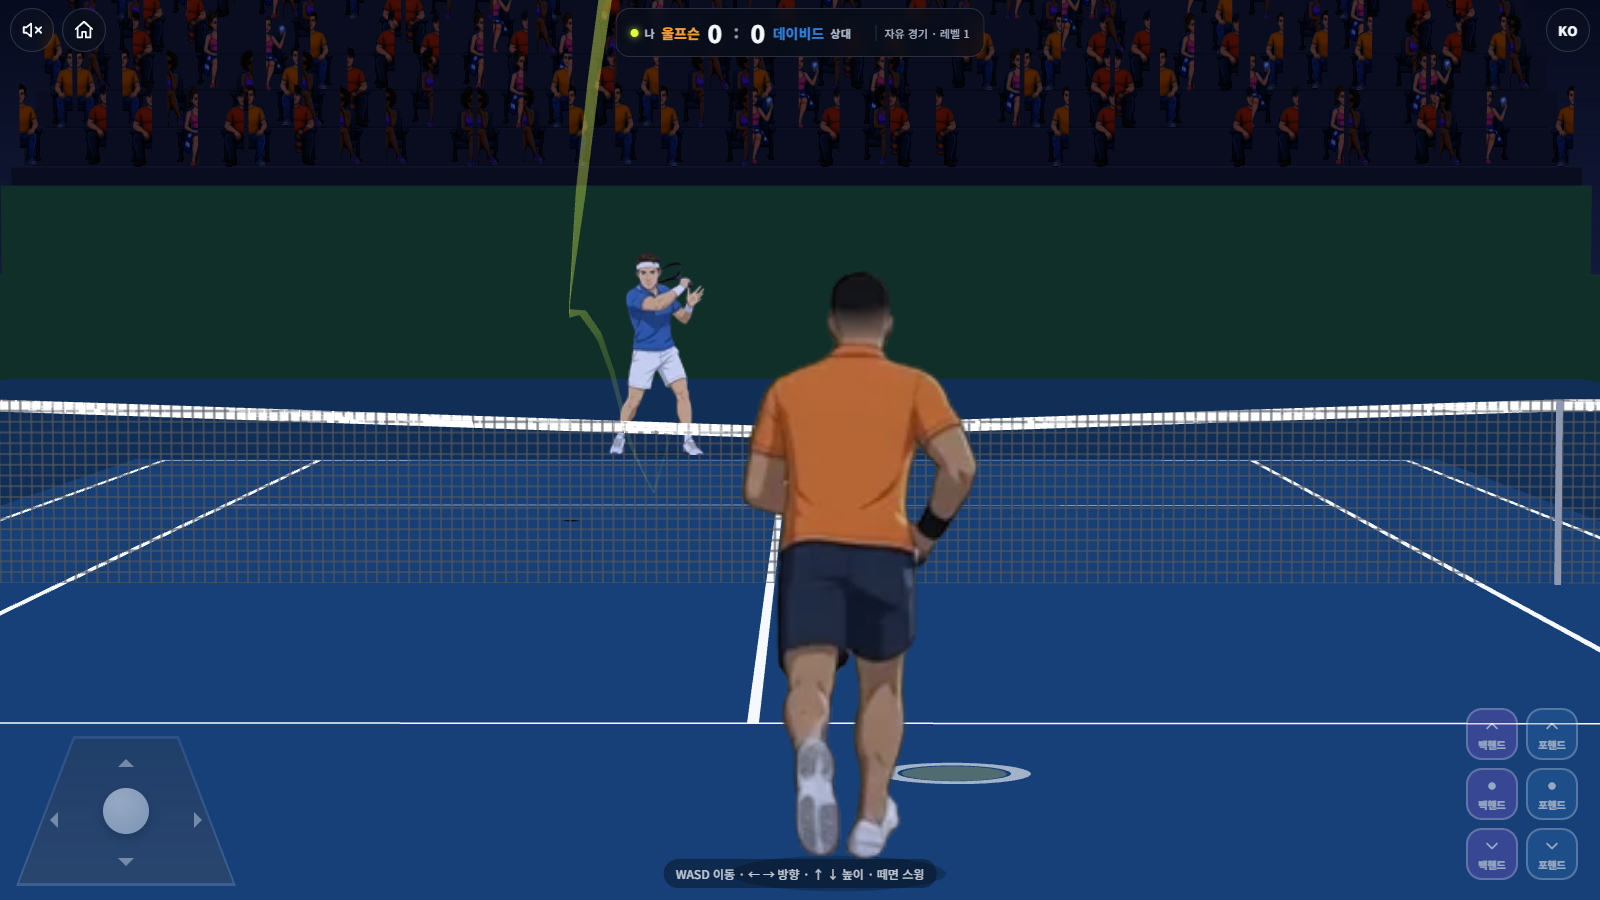 나 울프슨 0 : 0 데이비드 상대 자유 경기 · 레벨 1
KO
백핸드 포핸드
백핸드 포핸드
백핸드 포핸드
WASD 이동 · ←→ 방향 · ↑ ↓ 높이 · 떼면 스윙